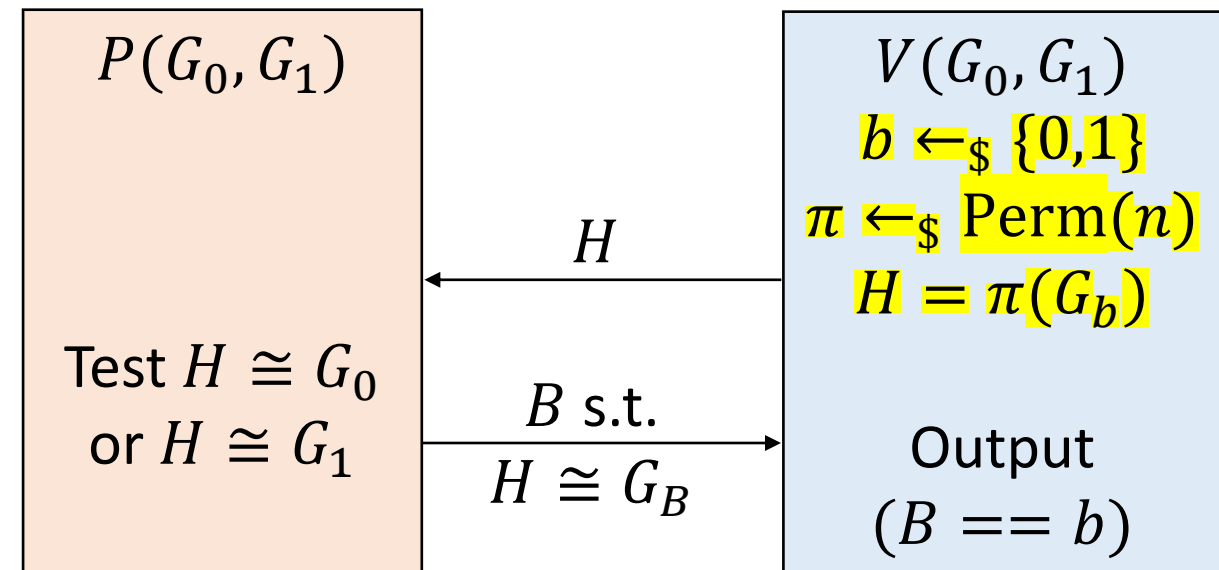 P(G₀, G₁)
Test H ≅ G₀
or H ≅ G₁
H
B s.t.
H ≅ G_B
V(G₀, G₁)
b ←_$ {0,1}
π ←_$ Perm(n)
H = π(G_b)
Output
(B == b)